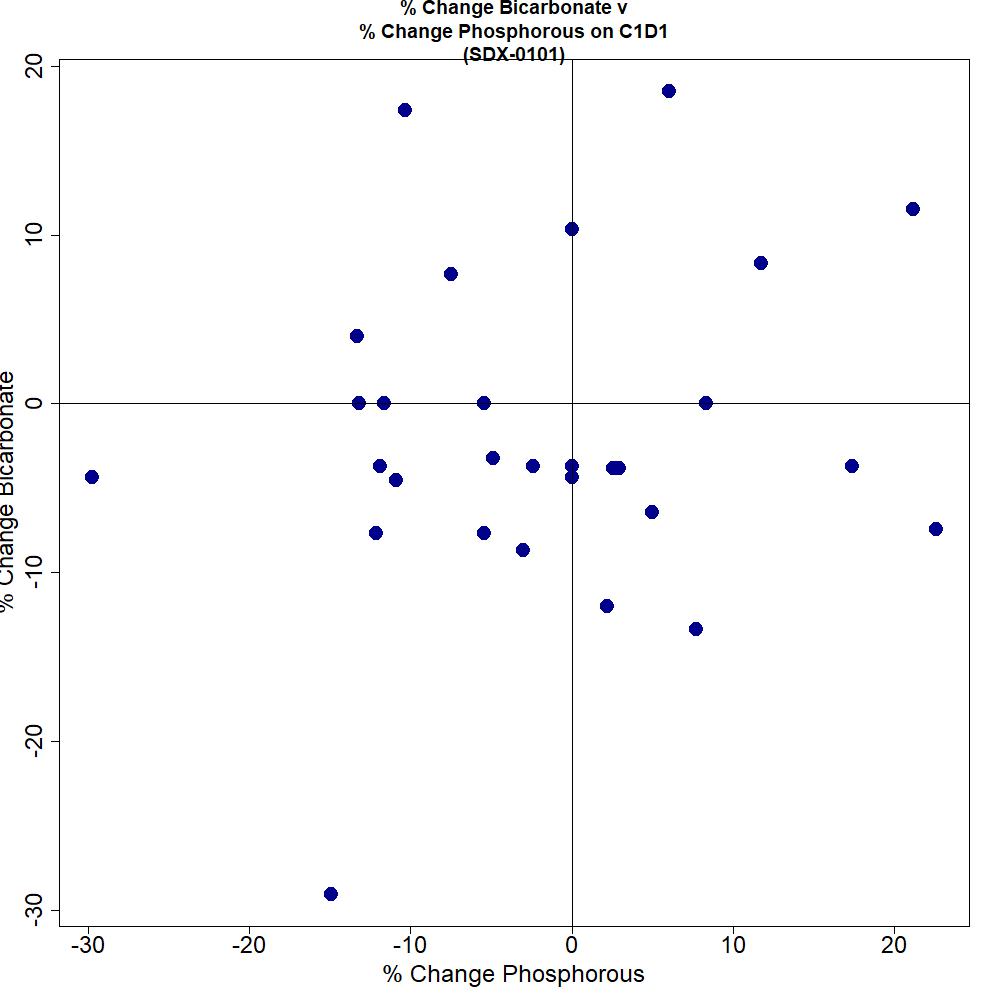 % Change Bicarbonate v
% Change Phosphorous on C1D1
(SDX-0101)
20
10
0
-10
-20
-30
% Change Bicarbonate
-30
-20
-10
0
10
20
% Change Phosphorous